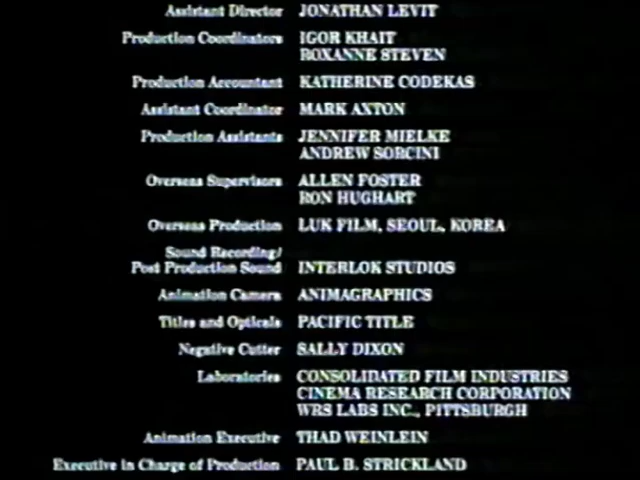 Assistant Director JONATHAN LEVIT
Production Coordinators IGOR KHAIT
ROXANNE STEVEN
Production Accountant KATHERINE CODEKAS
Assistant Coordinator MARK AXTON
Production Assistants JENNIFER MIELKE
ANDREW SORCINI
Overseas Supervisors ALLEN FOSTER
RON HUGHART
Overseas Production LUK FILM, SEOUL, KOREA
Sound Recording/
Post Production Sound INTERLOK STUDIOS
Animation Camera ANIMAGRAPHICS
Titles and Opticals PACIFIC TITLE
Negative Cutter SALLY DIXON
Laboratories CONSOLIDATED FILM INDUSTRIES
CINEMA RESEARCH CORPORATION
WRS LABS INC., PITTSBURGH
Animation Executive THAD WEINLEIN
Executive in Charge of Production PAUL B. STRICKLAND